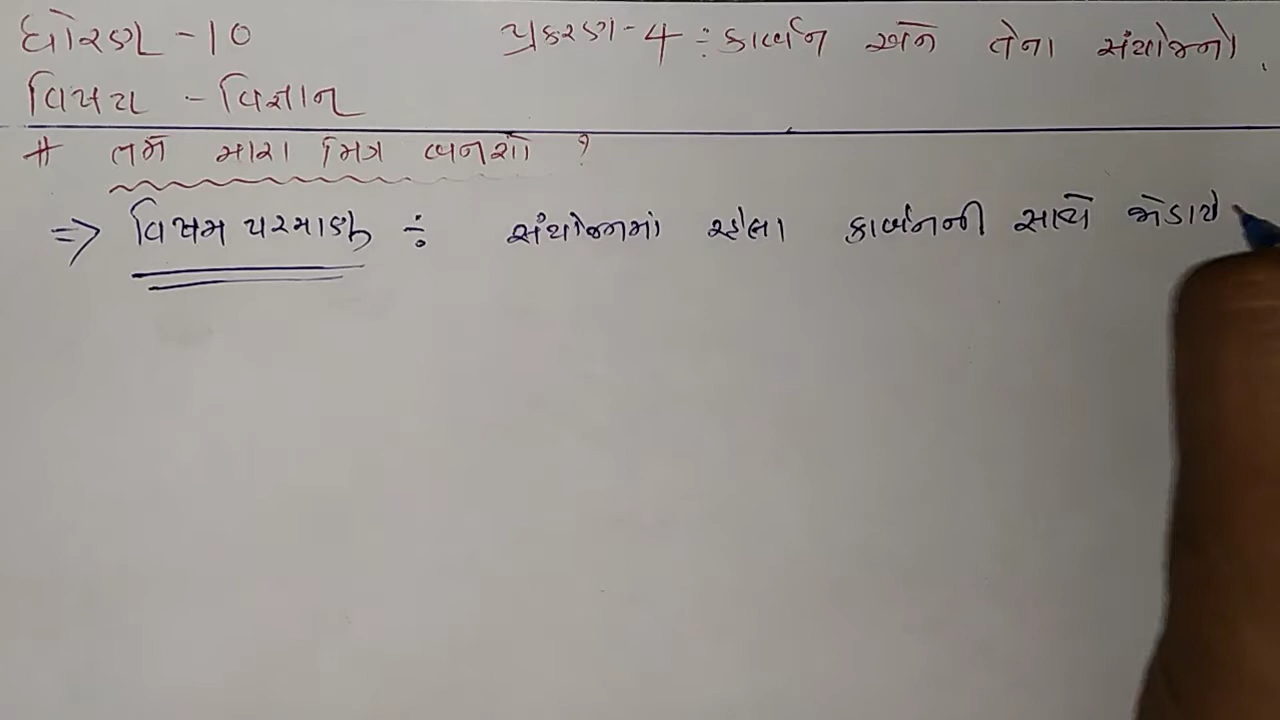 ધોરણ - 10
પ્રકરણ - 4 ÷ કાર્બન અને તેના સંયોજનો.
વિષય - વિજ્ઞાન
# તમે મારા મિત્ર બનશો ?
⇒ વિષમ પરમાણુ ÷ સંયોજનમાં રહેલા કાર્બનની સાથે જોડાયે